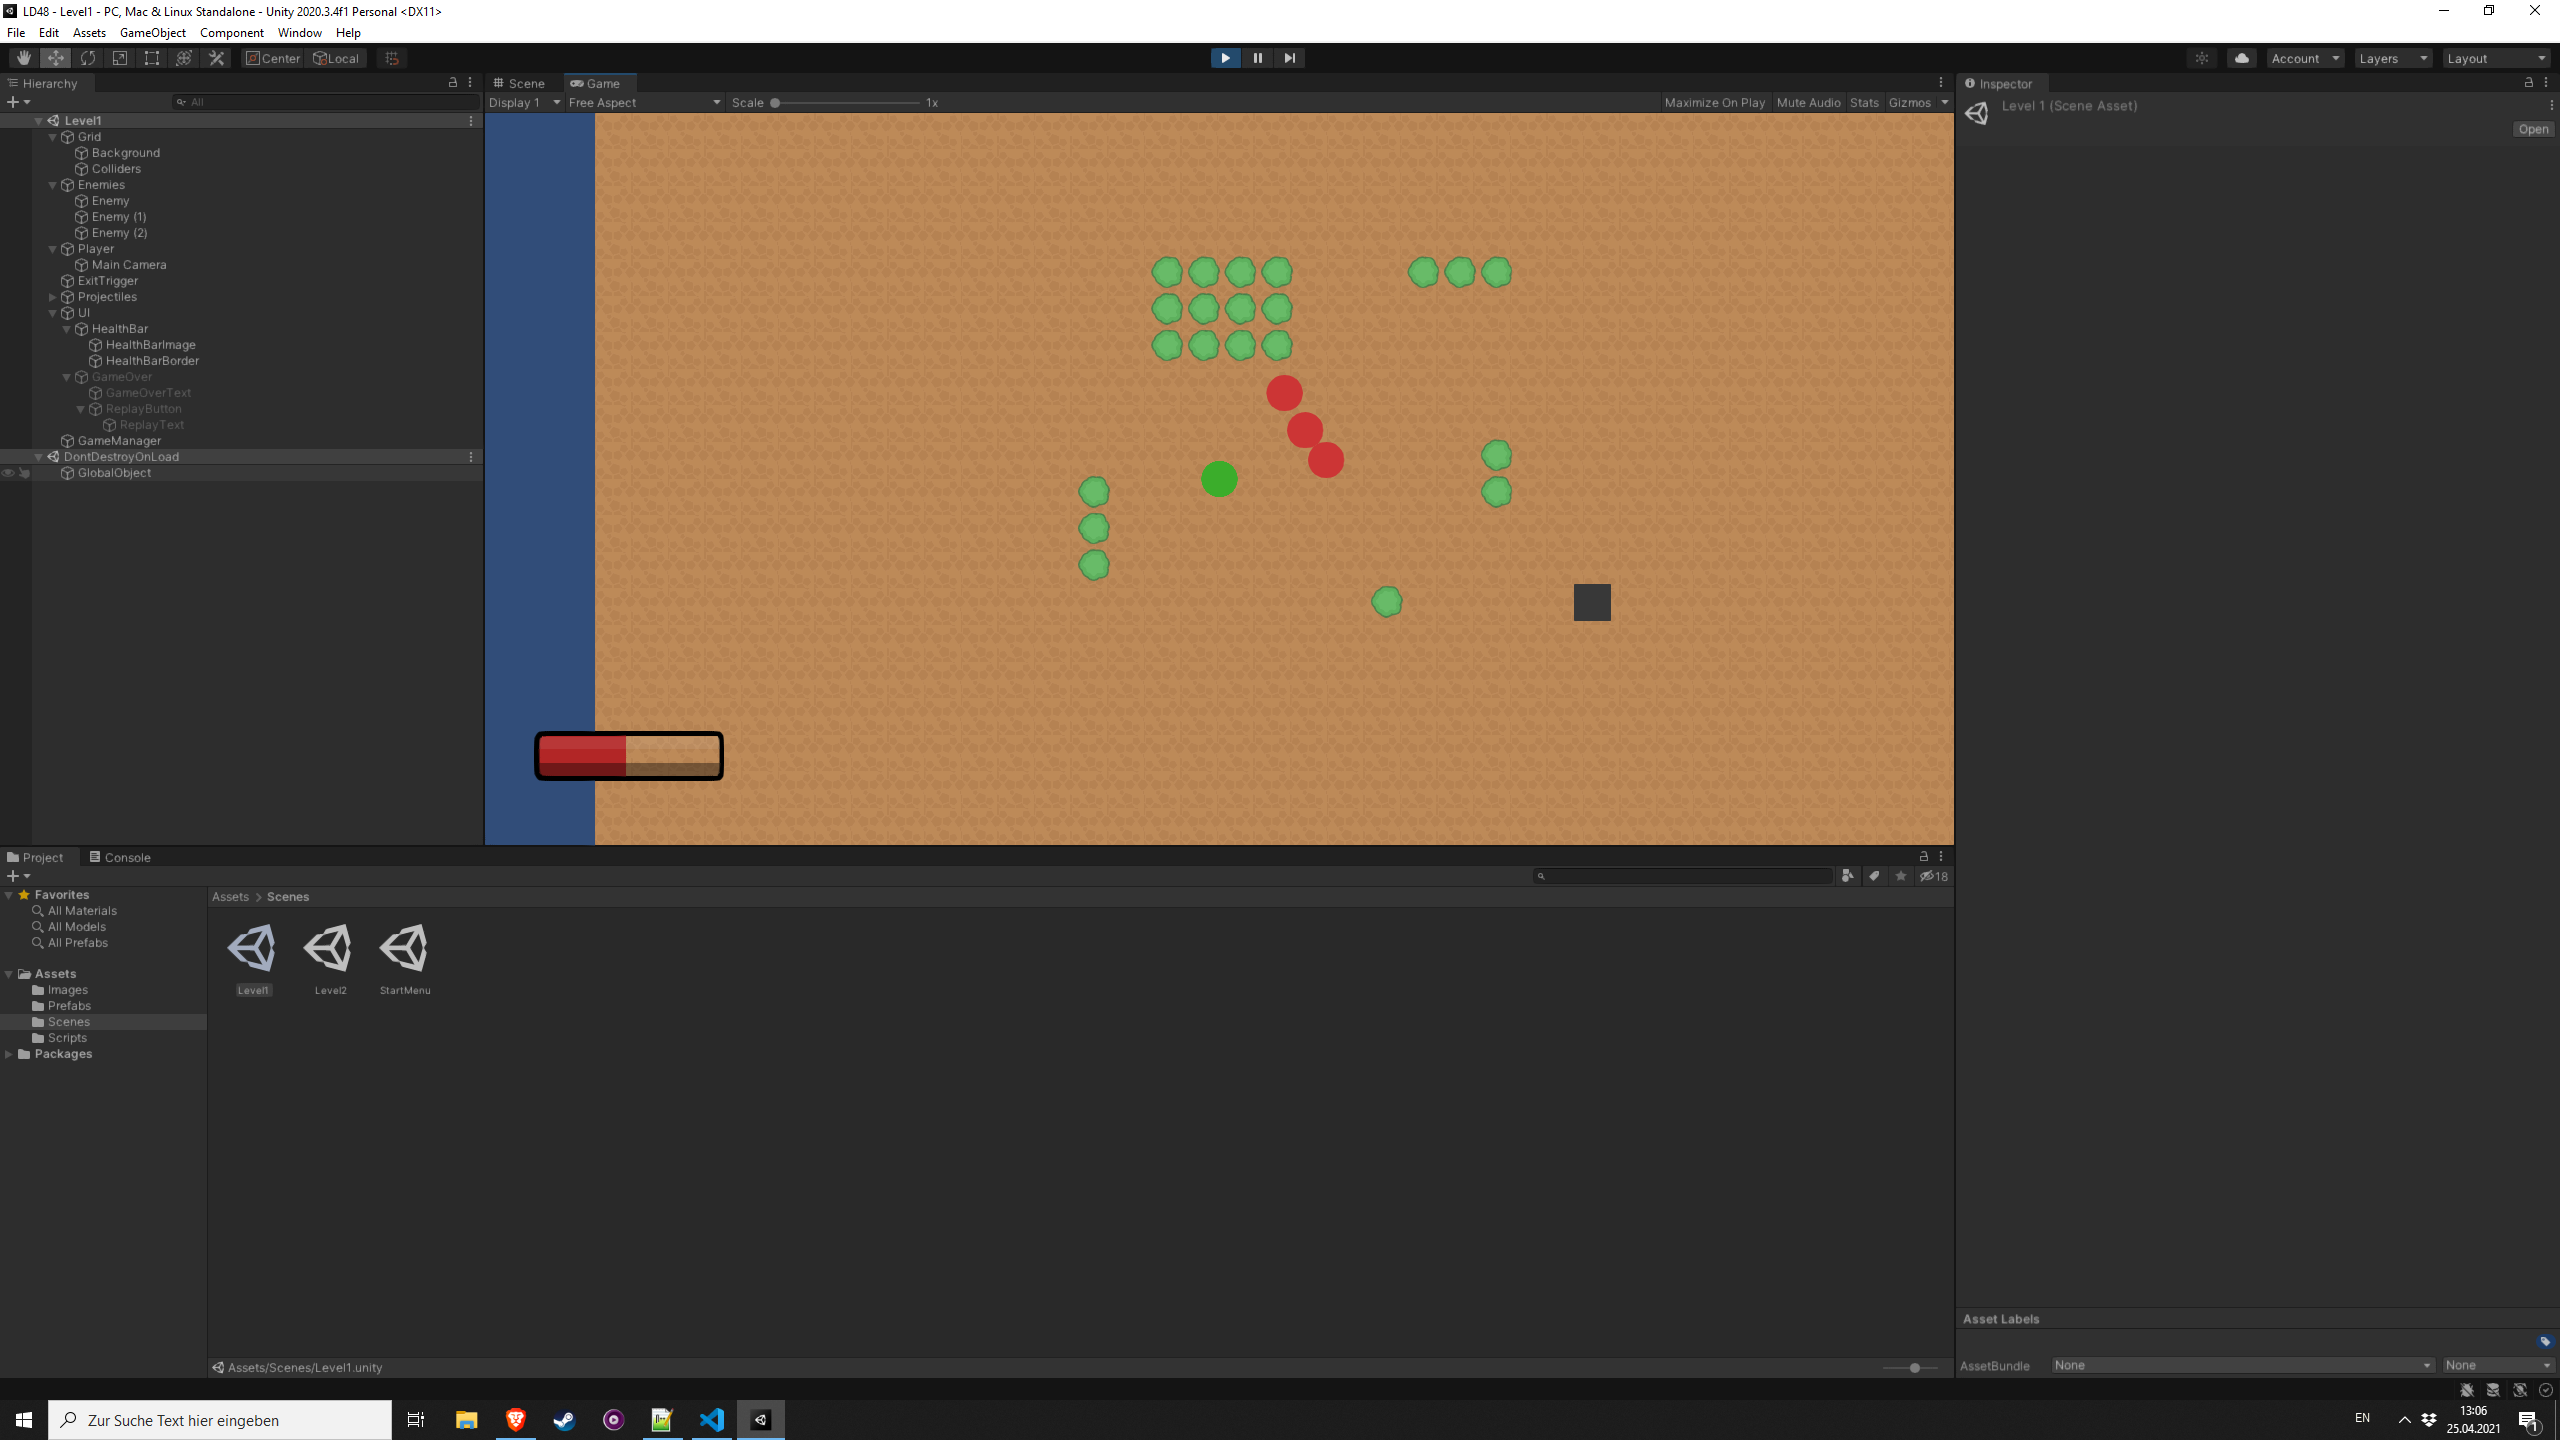 LD48 - Level1 - PC, Mac & Linux Standalone - Unity 2020.3.4f1 Personal <DX11>
File Edit Assets GameObject Component Window Help
Center Local Account Layers Layout
Hierarchy
All
Level1
Grid
Background
Colliders
Enemies
Enemy
Enemy (1)
Enemy (2)
Player
Main Camera
ExitTrigger
Projectiles
UI
HealthBar
HealthBarImage
HealthBarBorder
GameOver
GameOverText
ReplayButton
ReplayText
GameManager
DontDestroyOnLoad
GlobalObject
Scene Game
Display 1 Free Aspect Scale 1x Maximize On Play Mute Audio Stats Gizmos
Inspector
Level 1 (Scene Asset)
Open
Project Console
18
Favorites
All Materials
All Models
All Prefabs
Assets
Images
Prefabs
Scenes
Scripts
Packages
Assets > Scenes
Level1 Level2 StartMenu
Assets/Scenes/Level1.unity
Asset Labels
AssetBundle None None
Zur Suche Text hier eingeben
EN
13:06
25.04.2021
1